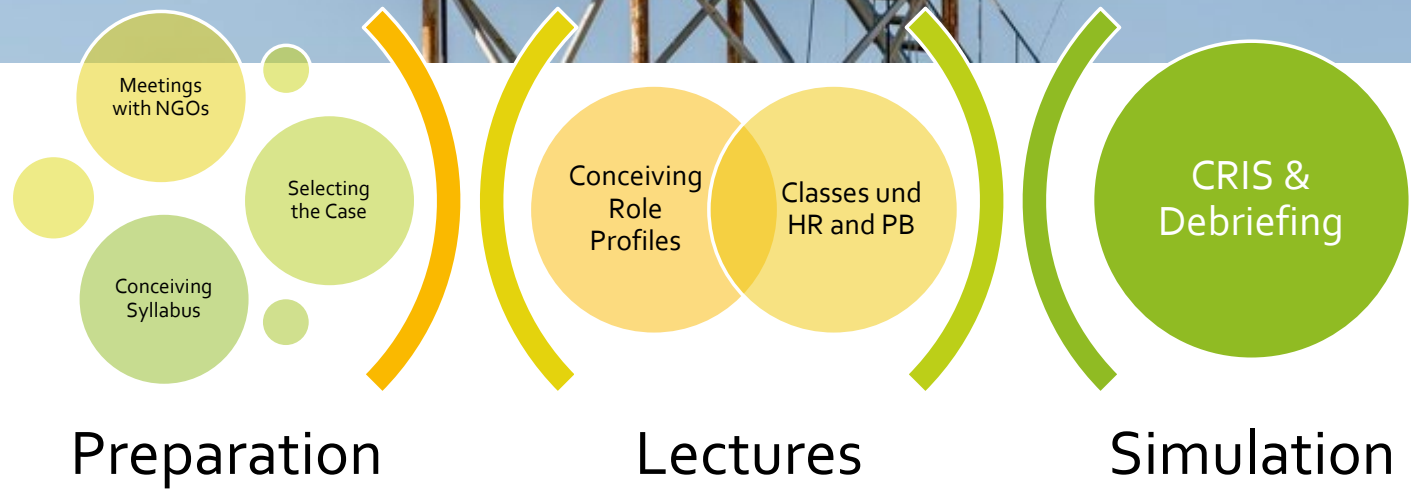 Meetings
with NGOs
Selecting
the Case
Conceiving
Syllabus
Conceiving
Role
Profiles
Classes und
HR and PB
CRIS &
Debriefing
Preparation
Lectures
Simulation